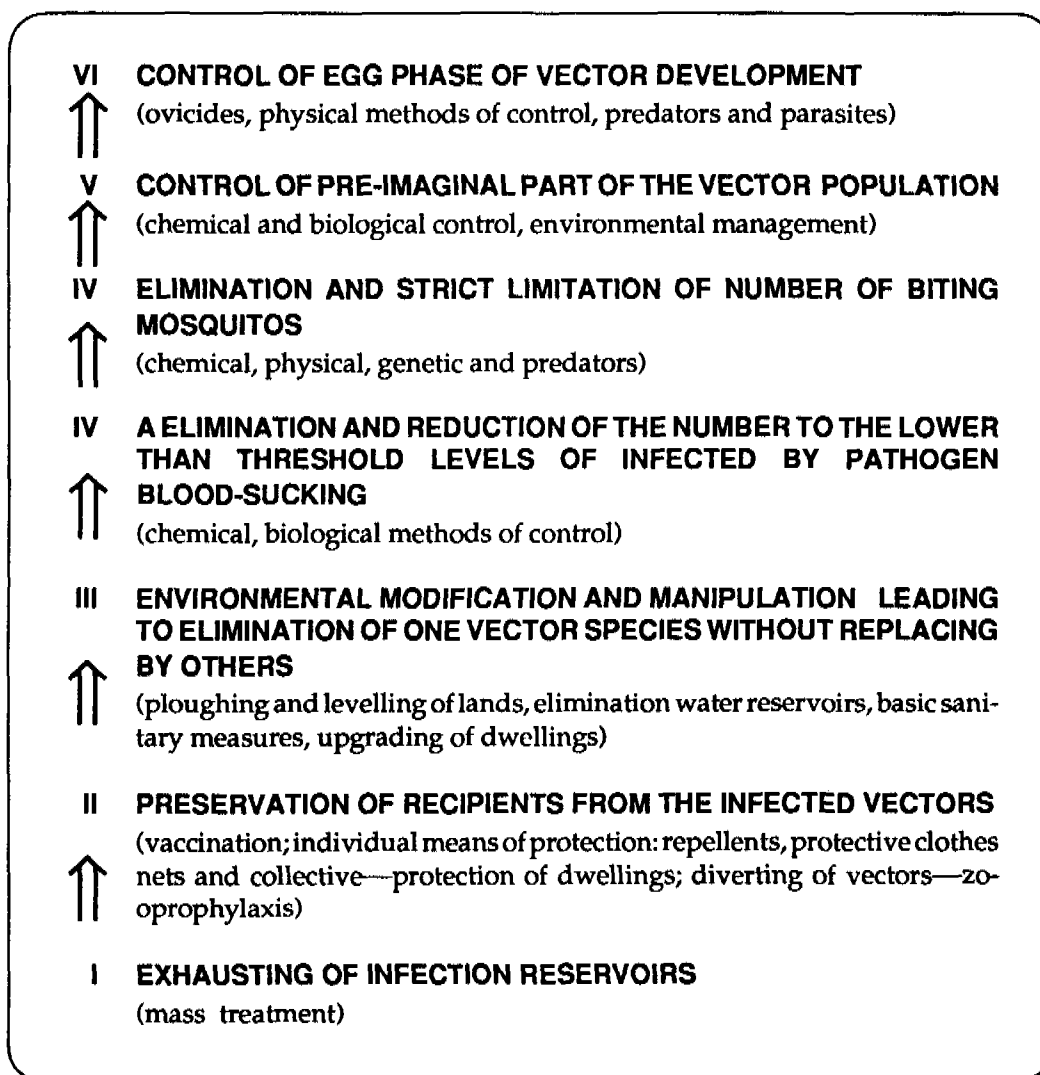 VI CONTROL OF EGG PHASE OF VECTOR DEVELOPMENT
(ovicides, physical methods of control, predators and parasites)
V CONTROL OF PRE-IMAGINAL PART OF THE VECTOR POPULATION
(chemical and biological control, environmental management)
IV ELIMINATION AND STRICT LIMITATION OF NUMBER OF BITING
MOSQUITOS
(chemical, physical, genetic and predators)
IV A ELIMINATION AND REDUCTION OF THE NUMBER TO THE LOWER
THAN THRESHOLD LEVELS OF INFECTED BY PATHOGEN
BLOOD-SUCKING
(chemical, biological methods of control)
III ENVIRONMENTAL MODIFICATION AND MANIPULATION LEADING
TO ELIMINATION OF ONE VECTOR SPECIES WITHOUT REPLACING
BY OTHERS
(ploughing and levelling of lands, elimination water reservoirs, basic sani-
tary measures, upgrading of dwellings)
II PRESERVATION OF RECIPIENTS FROM THE INFECTED VECTORS
(vaccination; individual means of protection: repellents, protective clothes
nets and collective—protection of dwellings; diverting of vectors—zo-
oprophylaxis)
I EXHAUSTING OF INFECTION RESERVOIRS
(mass treatment)